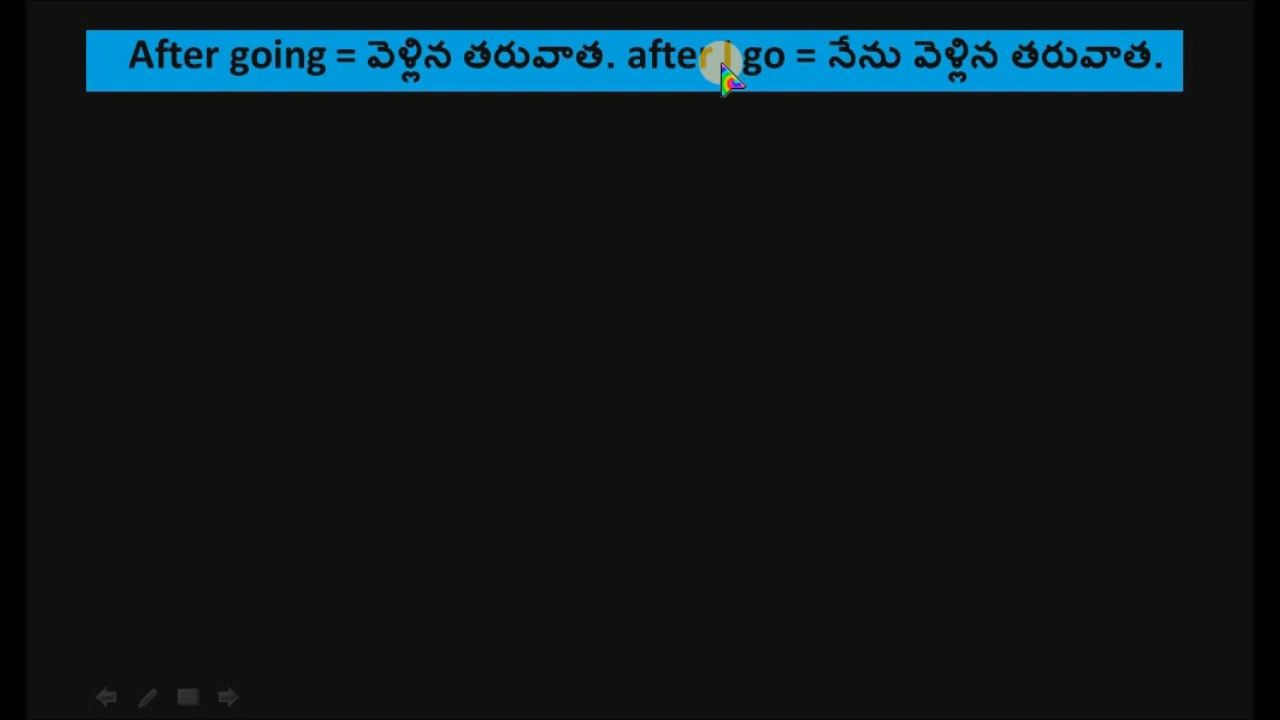 After going = వెళ్లిన తరువాత. after I go = నేను వెళ్లిన తరువాత.